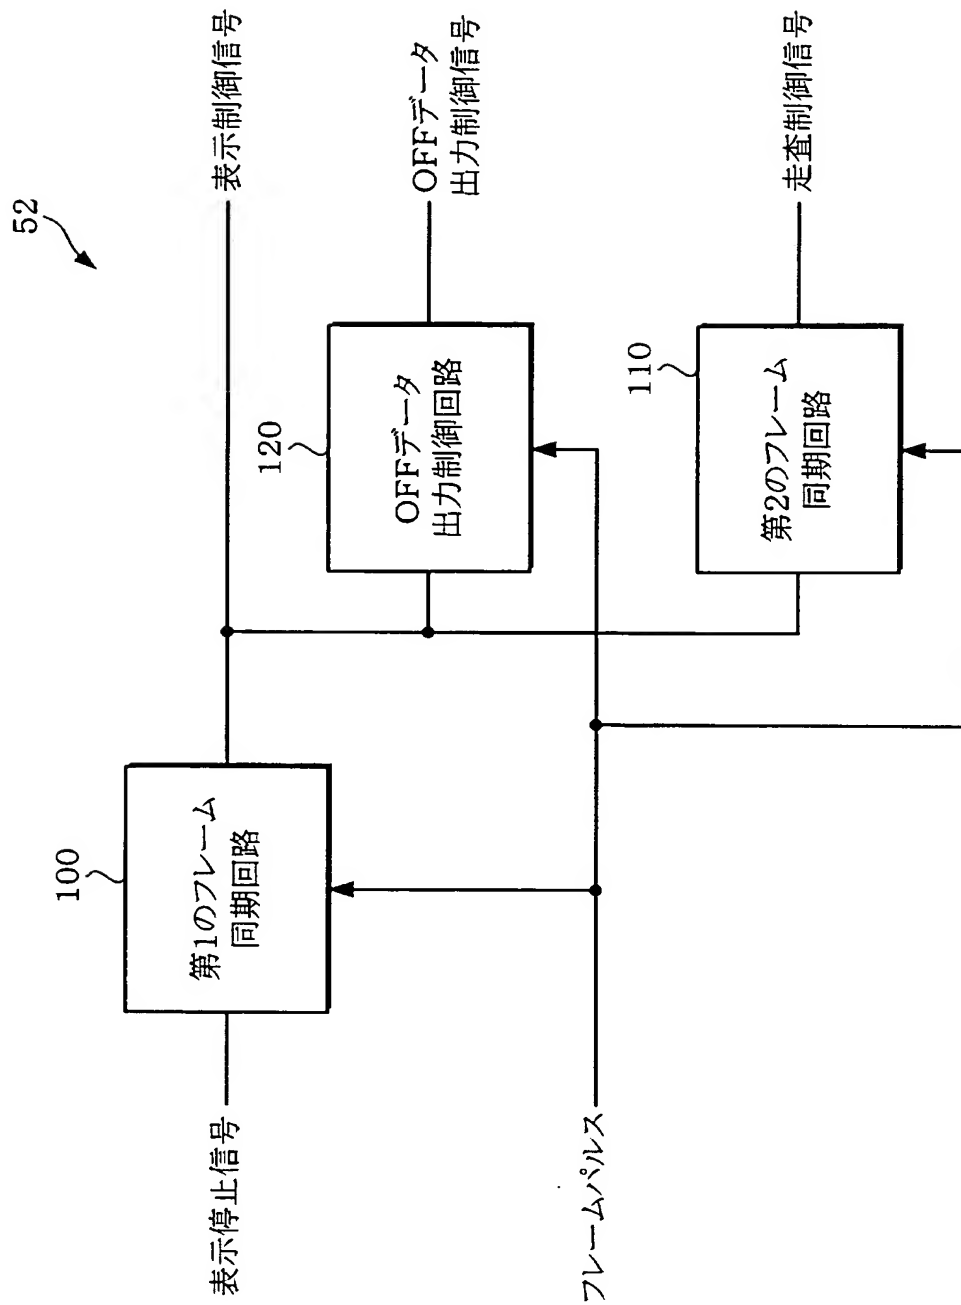 52
表示停止信号
100
第1のフレーム
同期回路
表示制御信号
120
OFFデータ
出力制御回路
OFFデータ
出力制御信号
フレームパルス
110
第2のフレーム
同期回路
走査制御信号